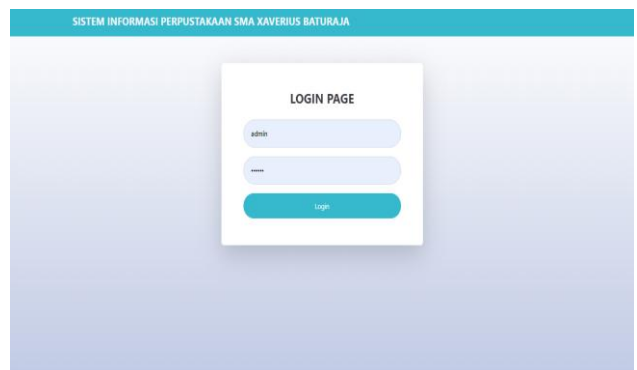 SISTEM INFORMASI PERPUSTAKAAN SMA XAVERIUS BATURAJA
LOGIN PAGE
admin
••••••
Login